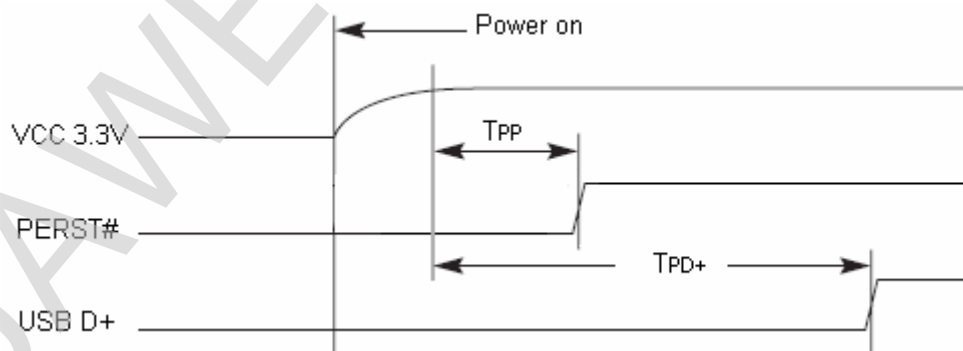 Power on
VCC 3.3V
TPP
PERST#
TPD+
USB D+